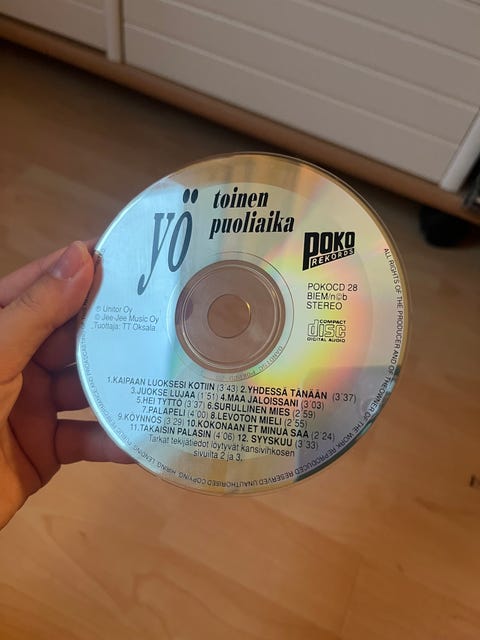 yö
toinen
puoliaika
POKO
REKORDS
POKOCD 28
BIEM/n©b
STEREO
COMPACT
disc
DIGITAL AUDIO
℗ Unitor Oy
© Jee-Jee Music Oy
Tuottaja: TT Oksala
1.KAIPAAN LUOKSESI KOTIIN (3'43) 2.YHDESSÄ TÄNÄÄN (3'37)
3.JUOKSE LUJAA (1'51) 4.MAA JALOISSANI (3'03)
5.HEI TYTTÖ (3'37) 6.SURULLINEN MIES (2'59)
7.PALAPELI (4'00) 8.LEVOTON MIELI (2'55)
9.KÖYNNÖS (3'29) 10.KOKONAAN ET MINUA SAA (2'24)
11.TAKAISIN PALASIN (4'06) 12. SYYSKUU (3'33)
Tarkat tekijätiedot löytyvät kansivihkosen
sivuilta 2 ja 3.
ALL RIGHTS OF THE PRODUCER AND OF THE OWNER OF THE WORK REPRODUCED RESERVED UNAUTHORISED COPYING HIRING LENDING PUBLIC